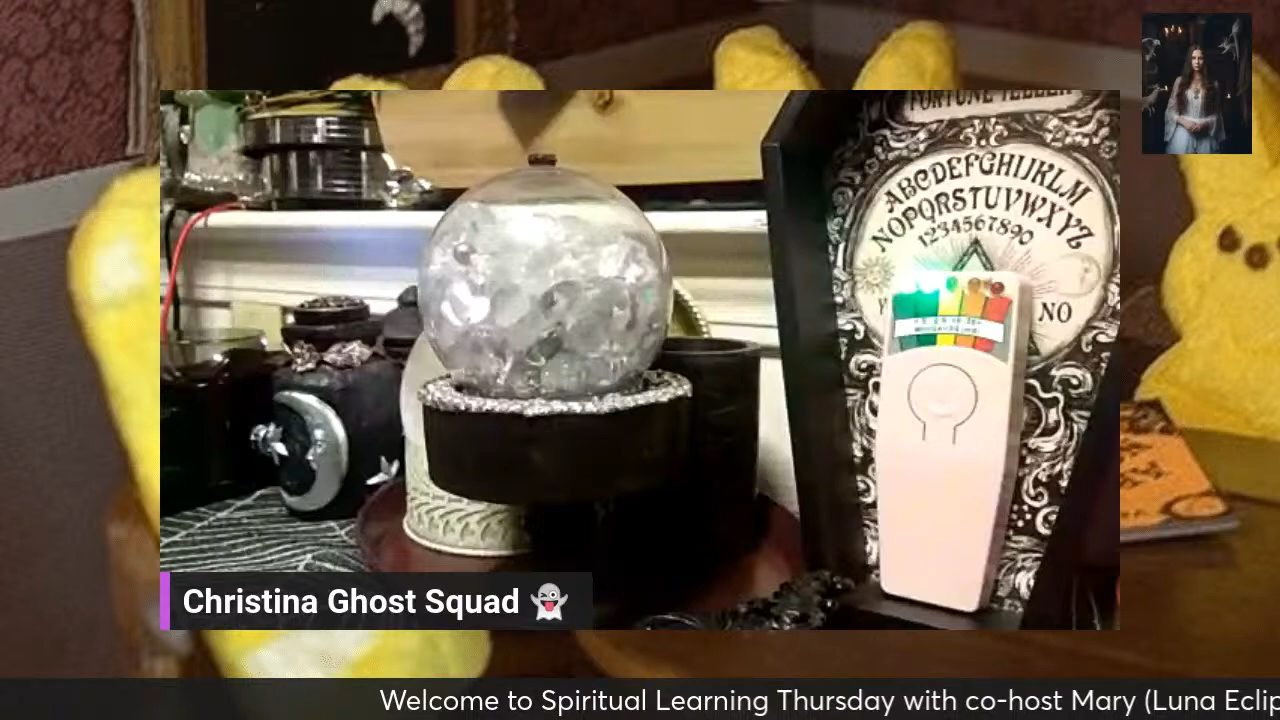 FORTUNE TELLER
ABCDEFGHIJKLM
NOPQRSTUVWXYZ
1234567890
NO
Christina Ghost Squad 👻
Welcome to Spiritual Learning Thursday with co-host Mary (Luna Eclip